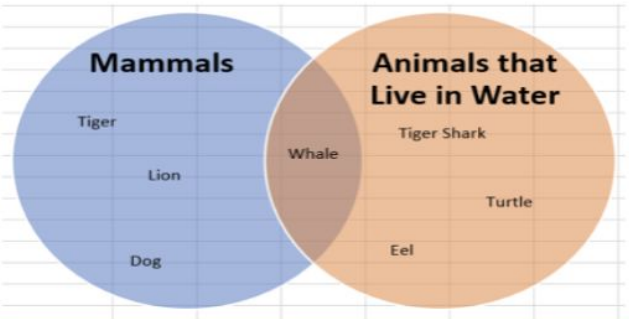 Mammals
Animals that
Live in Water
Tiger
Tiger Shark
Whale
Lion
Turtle
Eel
Dog